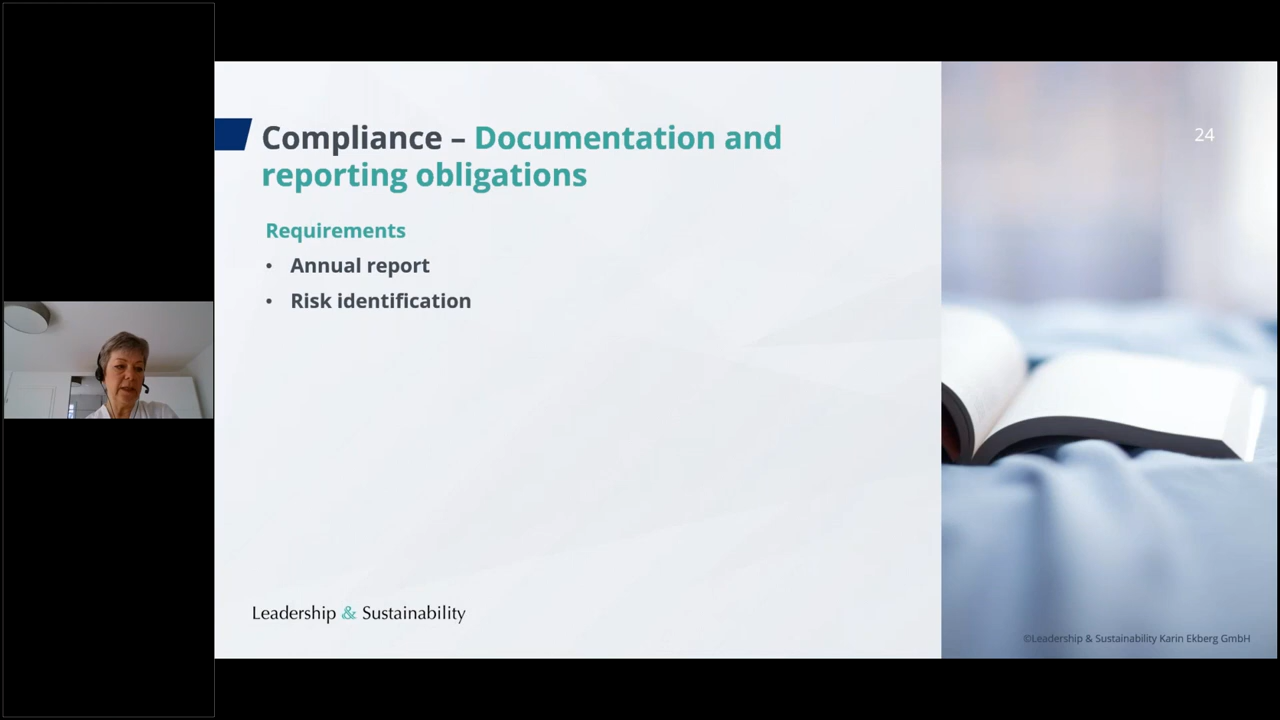 Compliance – Documentation and
reporting obligations
24
Requirements
• Annual report
• Risk identification
Leadership & Sustainability
©Leadership & Sustainability Karin Ekberg GmbH